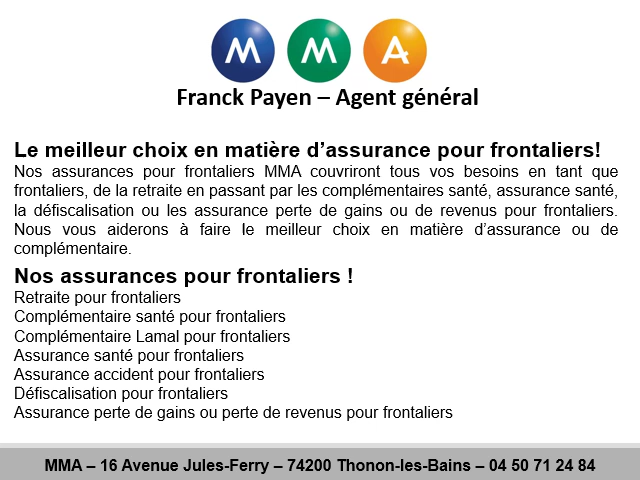 MMA
Franck Payen – Agent général
Le meilleur choix en matière d’assurance pour frontaliers!
Nos assurances pour frontaliers MMA couvriront tous vos besoins en tant que
frontaliers, de la retraite en passant par les complémentaires santé, assurance santé,
la défiscalisation ou les assurance perte de gains ou de revenus pour frontaliers.
Nous vous aiderons à faire le meilleur choix en matière d’assurance ou de
complémentaire.
Nos assurances pour frontaliers !
Retraite pour frontaliers
Complémentaire santé pour frontaliers
Complémentaire Lamal pour frontaliers
Assurance santé pour frontaliers
Assurance accident pour frontaliers
Défiscalisation pour frontaliers
Assurance perte de gains ou perte de revenus pour frontaliers
MMA – 16 Avenue Jules-Ferry – 74200 Thonon-les-Bains – 04 50 71 24 84